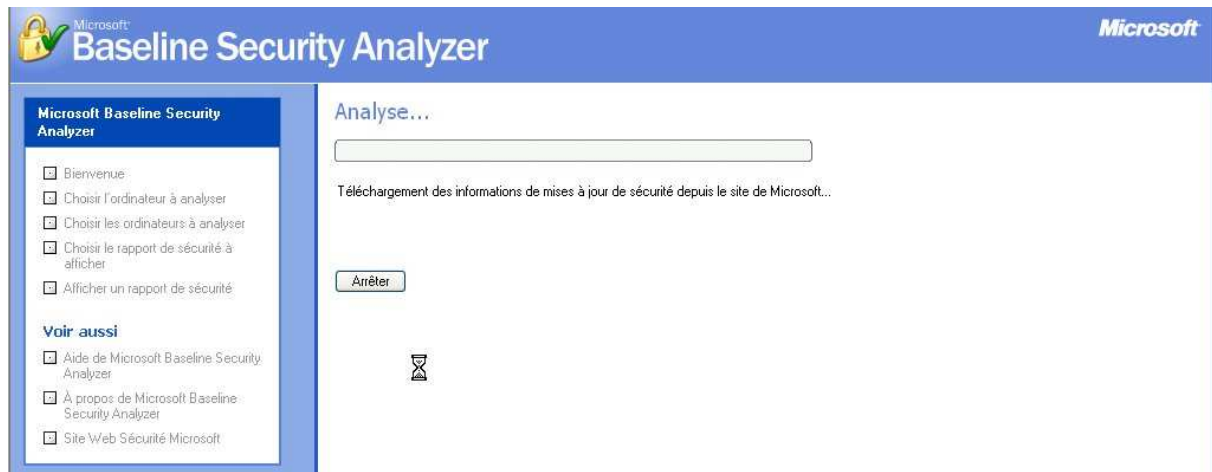 Microsoft
Baseline Security Analyzer
Microsoft
Microsoft Baseline Security
Analyzer
Bienvenue
Choisir l'ordinateur à analyser
Choisir les ordinateurs à analyser
Choisir le rapport de sécurité à
afficher
Afficher un rapport de sécurité
Voir aussi
Aide de Microsoft Baseline Security
Analyzer
À propos de Microsoft Baseline
Security Analyzer
Site Web Sécurité Microsoft
Analyse...
Téléchargement des informations de mises à jour de sécurité depuis le site de Microsoft...
Arrêter